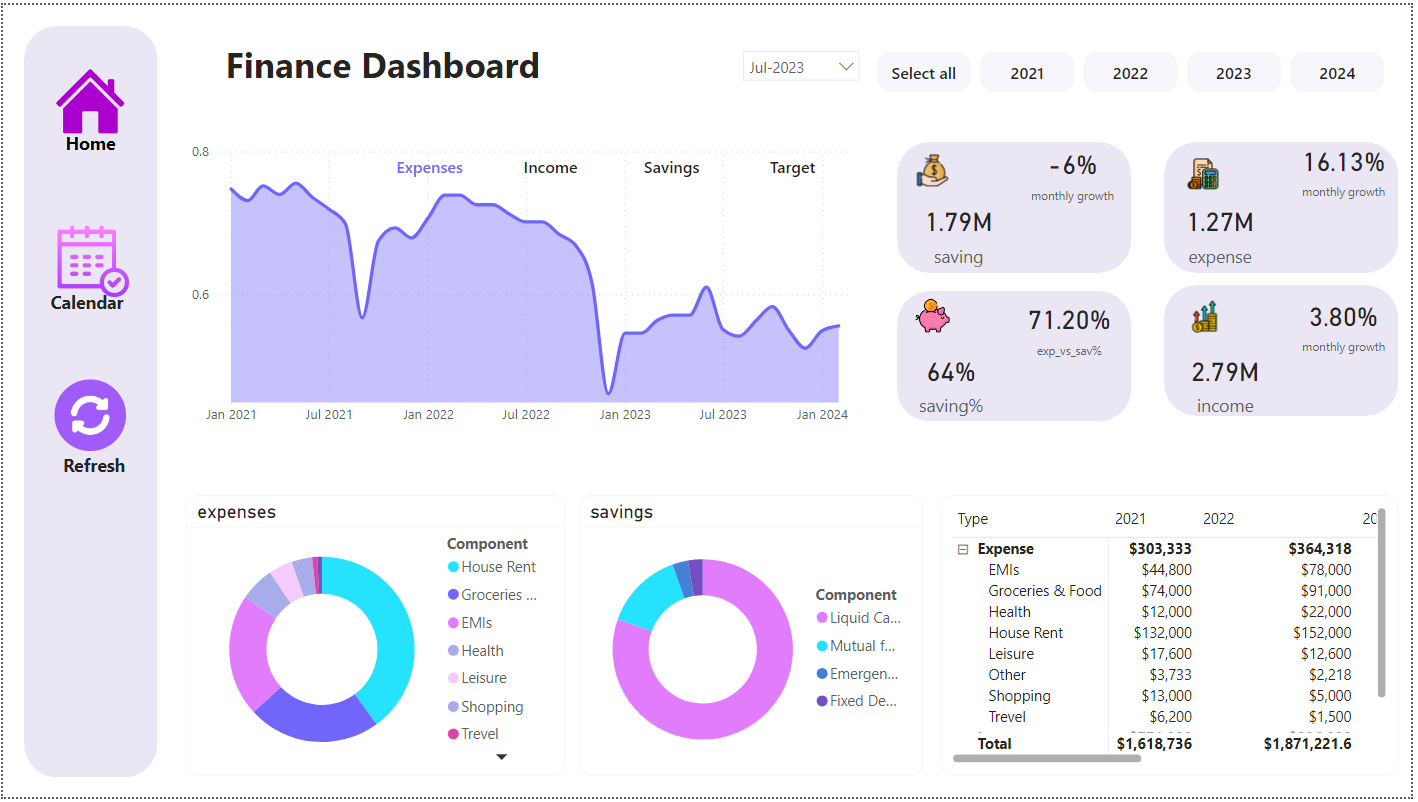 Home
Calendar
Refresh
Finance Dashboard
Jul-2023
Select all
2021
2022
2023
2024
0.8
0.6
Expenses
Income
Savings
Target
Jan 2021
Jul 2021
Jan 2022
Jul 2022
Jan 2023
Jul 2023
Jan 2024
-6%
monthly growth
1.79M
saving
16.13%
monthly growth
1.27M
expense
71.20%
exp_vs_sav%
64%
saving%
3.80%
monthly growth
2.79M
income
expenses
Component
House Rent
Groceries ...
EMIs
Health
Leisure
Shopping
Trevel
savings
Component
Liquid Ca...
Mutual f...
Emergen...
Fixed De...
Type 2021 2022 20
Expense $303,333 $364,318
EMIs $44,800 $78,000
Groceries & Food $74,000 $91,000
Health $12,000 $22,000
House Rent $132,000 $152,000
Leisure $17,600 $12,600
Other $3,733 $2,218
Shopping $13,000 $5,000
Trevel $6,200 $1,500
Total $1,618,736 $1,871,221.6